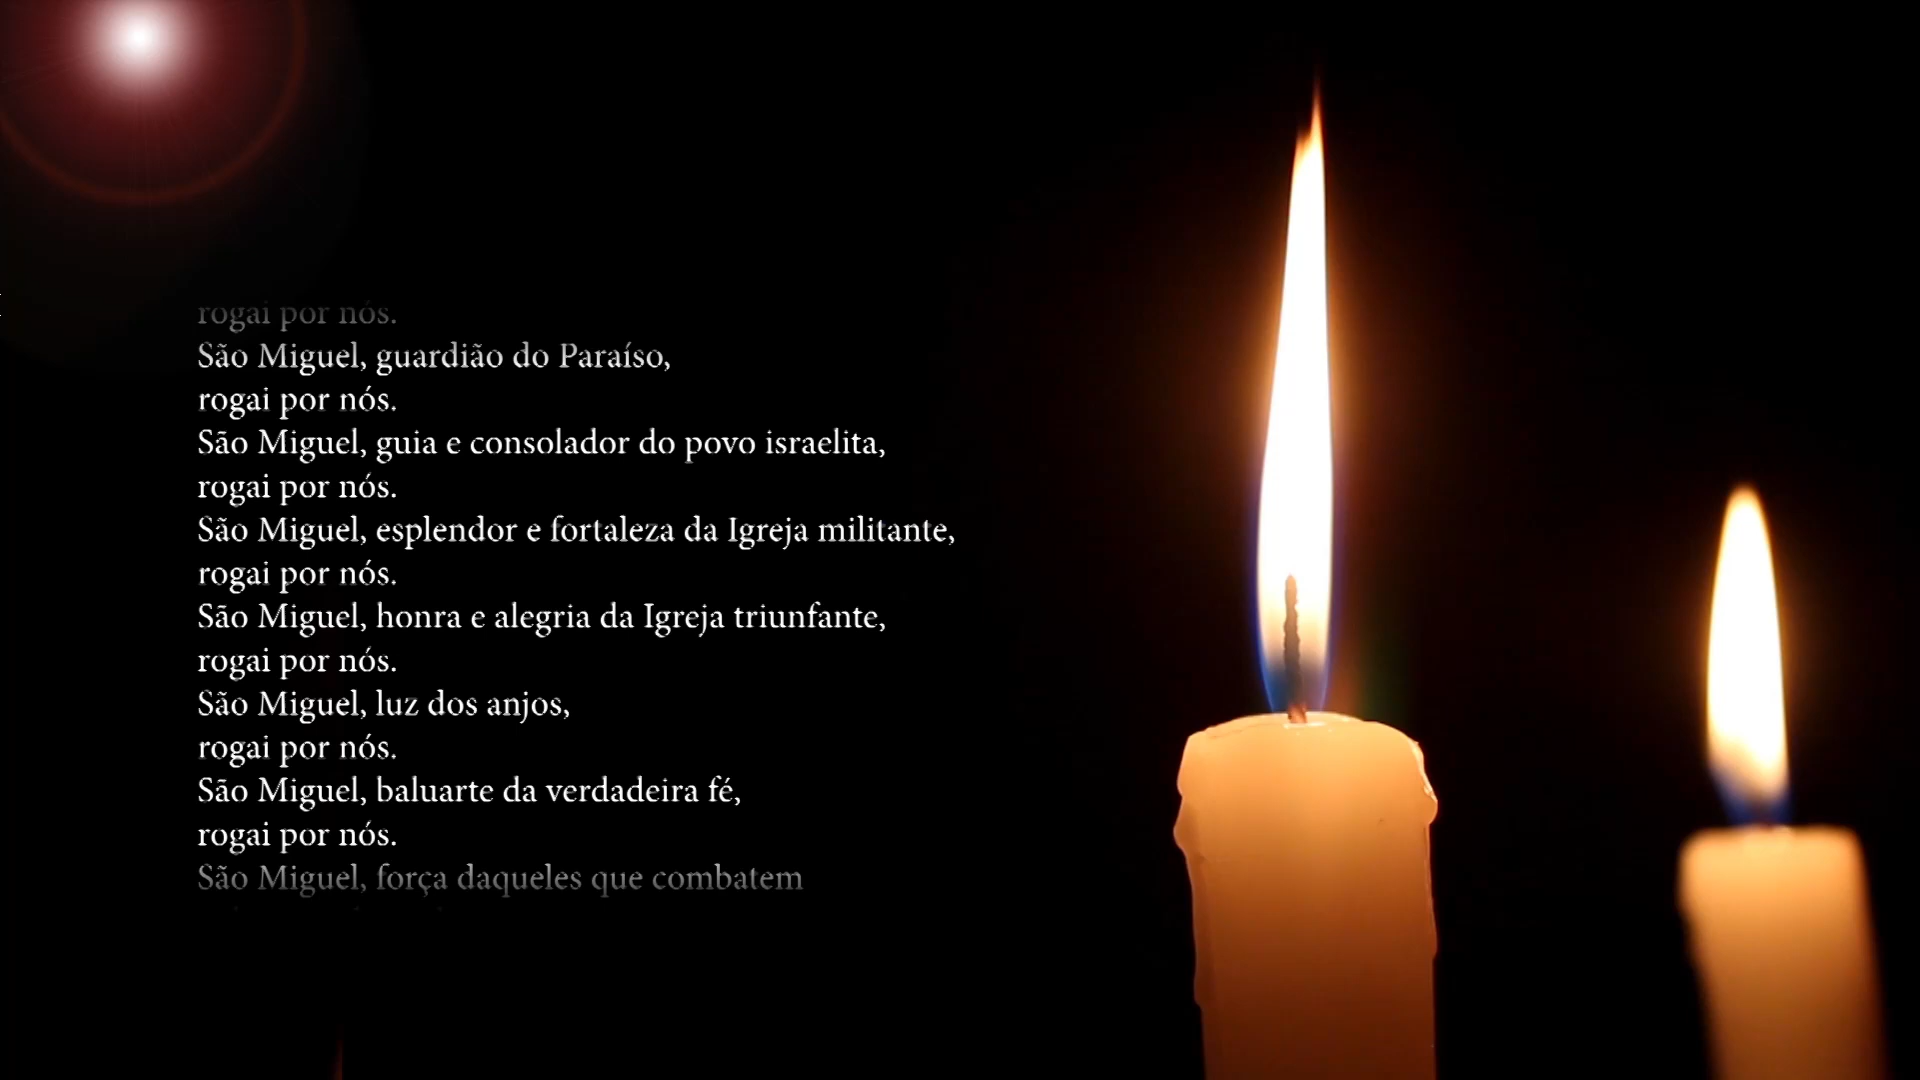 rogai por nós.
São Miguel, guardião do Paraíso,
rogai por nós.
São Miguel, guia e consolador do povo israelita,
rogai por nós.
São Miguel, esplendor e fortaleza da Igreja militante,
rogai por nós.
São Miguel, honra e alegria da Igreja triunfante,
rogai por nós.
São Miguel, luz dos anjos,
rogai por nós.
São Miguel, baluarte da verdadeira fé,
rogai por nós.
São Miguel, força daqueles que combatem